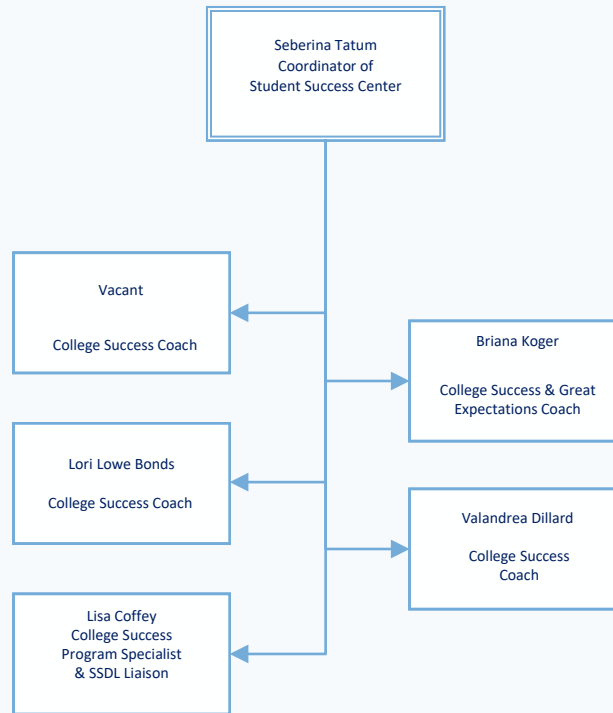 Seberina Tatum
Coordinator of
Student Success Center
Vacant
College Success Coach
Briana Koger
College Success & Great
Expectations Coach
Lori Lowe Bonds
College Success Coach
Valandrea Dillard
College Success
Coach
Lisa Coffey
College Success
Program Specialist
& SSDL Liaison